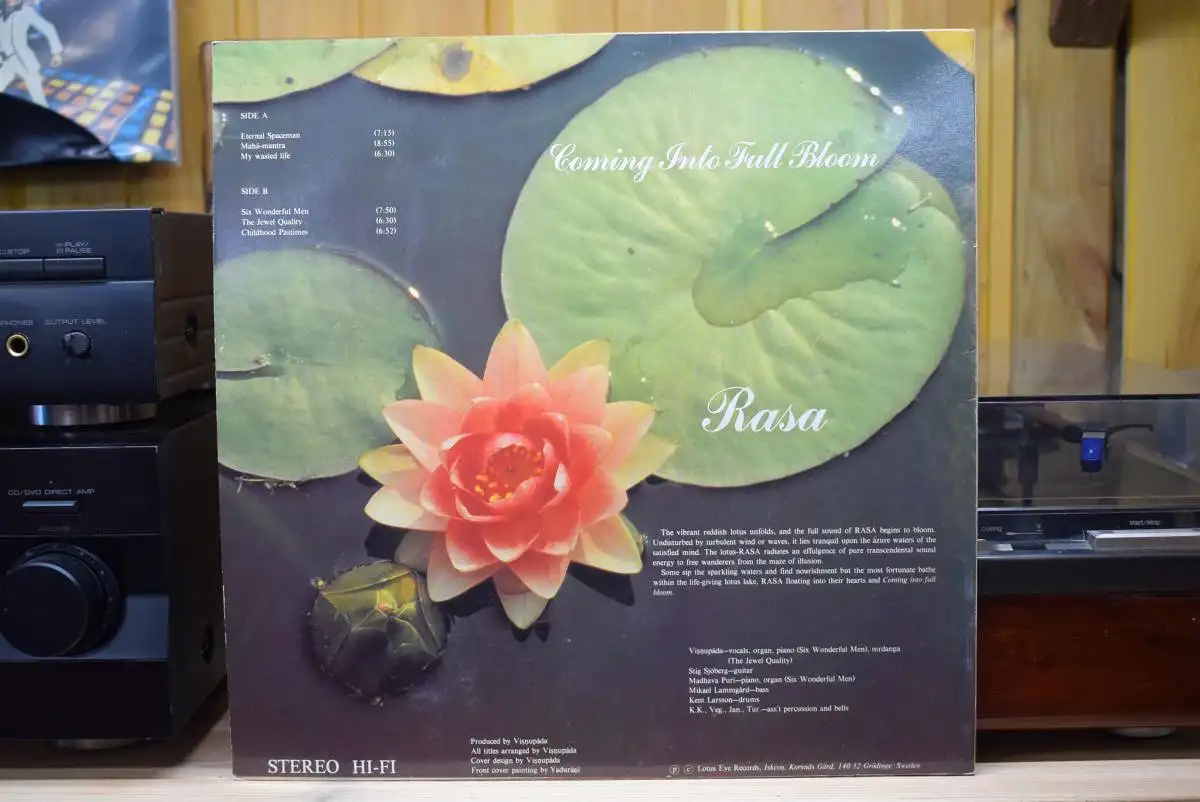 SIDE A
Eternal Spaceman (7:15)
Mahā-mantra (8:55)
My wasted life (6:30)
SIDE B
Six Wonderful Men (7:50)
The Jewel Quality (6:30)
Childhood Pastimes (6:52)
Coming Into Full Bloom
Rasa
The vibrant reddish lotus unfolds, and the full sound of RASA begins to bloom.
Undisturbed by turbulent wind or waves, it lies tranquil upon the azure waters of the
satisfied mind. The lotus-RASA radiates an effulgence of pure transcendental sound
energy to free wanderers from the maze of illusion.
Some sip the sparkling waters and find nourishment but the most fortunate bathe
within the life-giving lotus lake, RASA floating into their hearts and Coming into full
bloom.
Viṣṇupāda—vocals, organ, piano (Six Wonderful Men), mṛdanga
(The Jewel Quality)
Stig Sjöberg—guitar
Madhava Puri—piano, organ (Six Wonderful Men)
Mikael Lammgård—bass
Kent Larsson—drums
K.K., Veg., Jan., Tur.—ass't percussion and bells
Produced by Viṣṇupāda
All titles arranged by Viṣṇupāda
Cover design by Viṣṇupāda
Front cover painting by Yadurāṇī
STEREO HI-FI
Ⓟ Ⓒ Lotus Eye Records, Iskcon, Korsnäs Gård, 140 32 Grödinge, Sweden
STOP
PLAY/
PAUSE
PHONES OUTPUT LEVEL
CD/DVD DIRECT AMP
VOLUME
cueing
start/stop